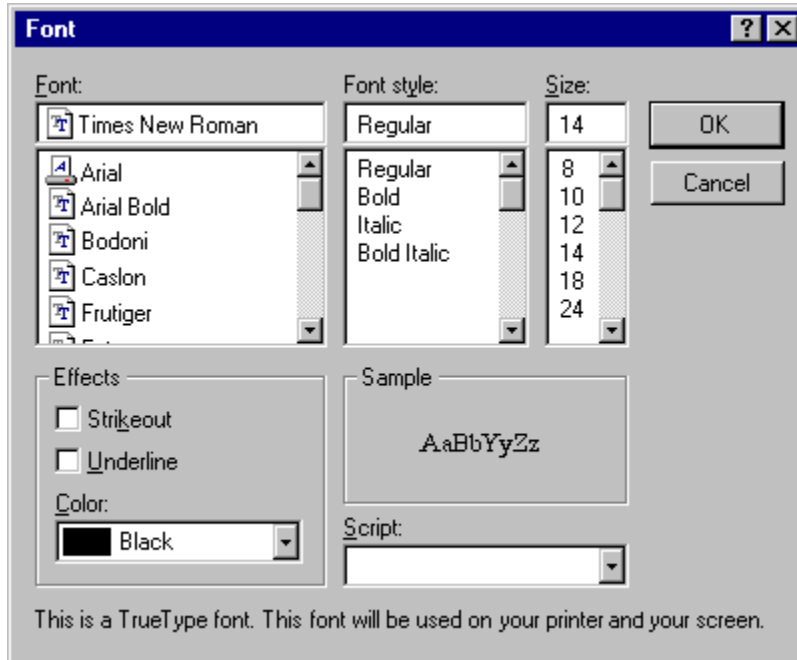 Font
Font:
Times New Roman
Arial
Arial Bold
Bodoni
Caslon
Frutiger
Font style:
Regular
Regular
Bold
Italic
Bold Italic
Size:
14
8
10
12
14
18
24
OK
Cancel
Effects
Strikeout
Underline
Color:
Black
Sample
AaBbYyZz
Script:
This is a TrueType font. This font will be used on your printer and your screen.